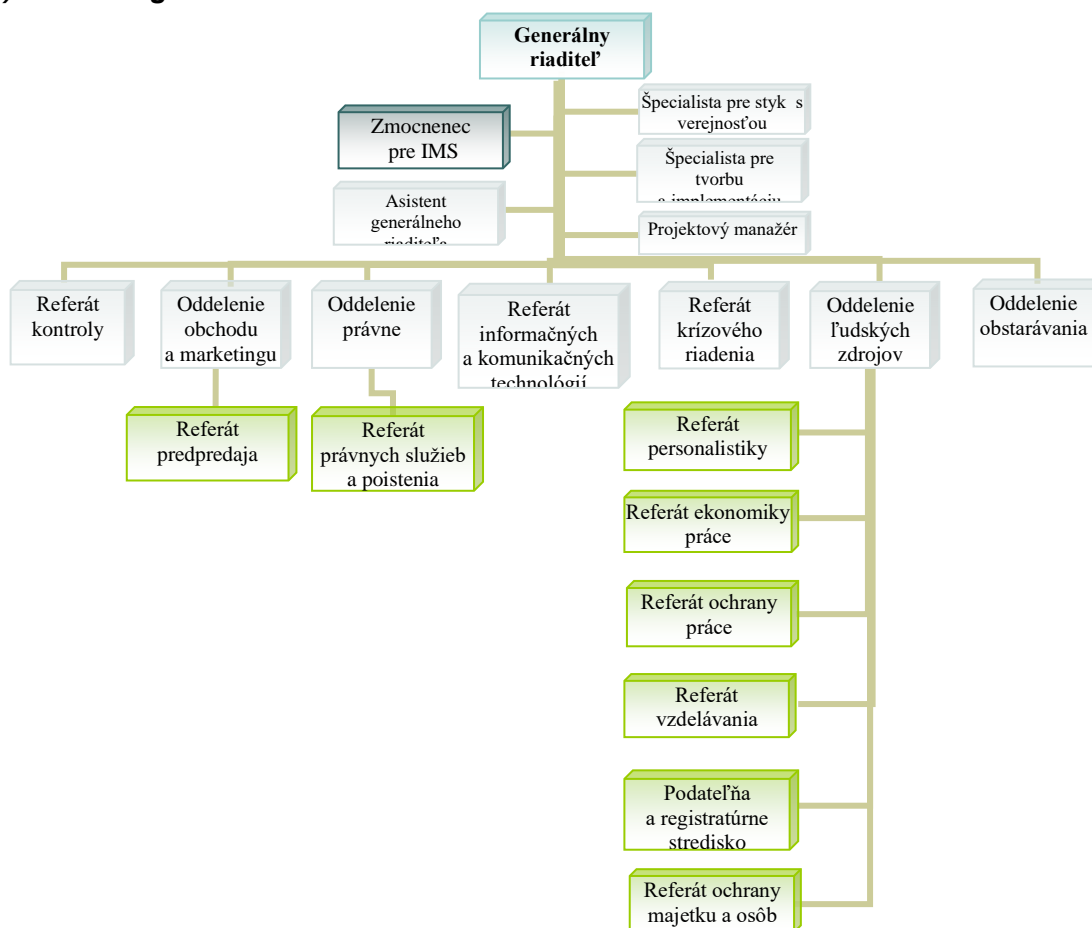 Generálny
riaditeľ
Zmocnenec
pre IMS
Špecialista pre styk s
verejnosťou
Špecialista pre
tvorbu
a implementáciu
Asistent
generálneho
riaditeľa
Projektový manažér
Referát
kontroly
Oddelenie
obchodu
a marketingu
Oddelenie
právne
Referát
informačných
a komunikačných
technológií
Referát
krízového
riadenia
Oddelenie
ľudských
zdrojov
Oddelenie
obstarávania
Referát
predpredaja
Referát
právnych služieb
a poistenia
Referát
personalistiky
Referát ekonomiky
práce
Referát ochrany
práce
Referát
vzdelávania
Podateľňa
a registratúrne
stredisko
Referát ochrany
majetku a osôb